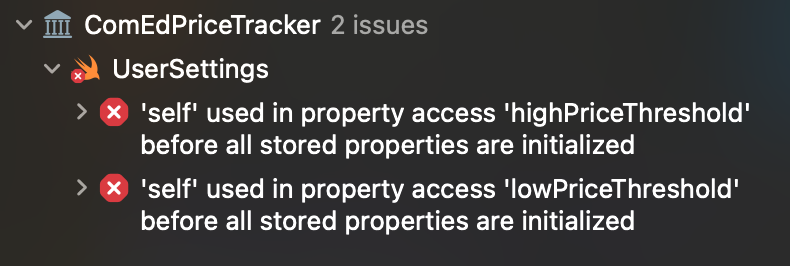 ComEdPriceTracker 2 issues
UserSettings
'self' used in property access 'highPriceThreshold'
before all stored properties are initialized
'self' used in property access 'lowPriceThreshold'
before all stored properties are initialized